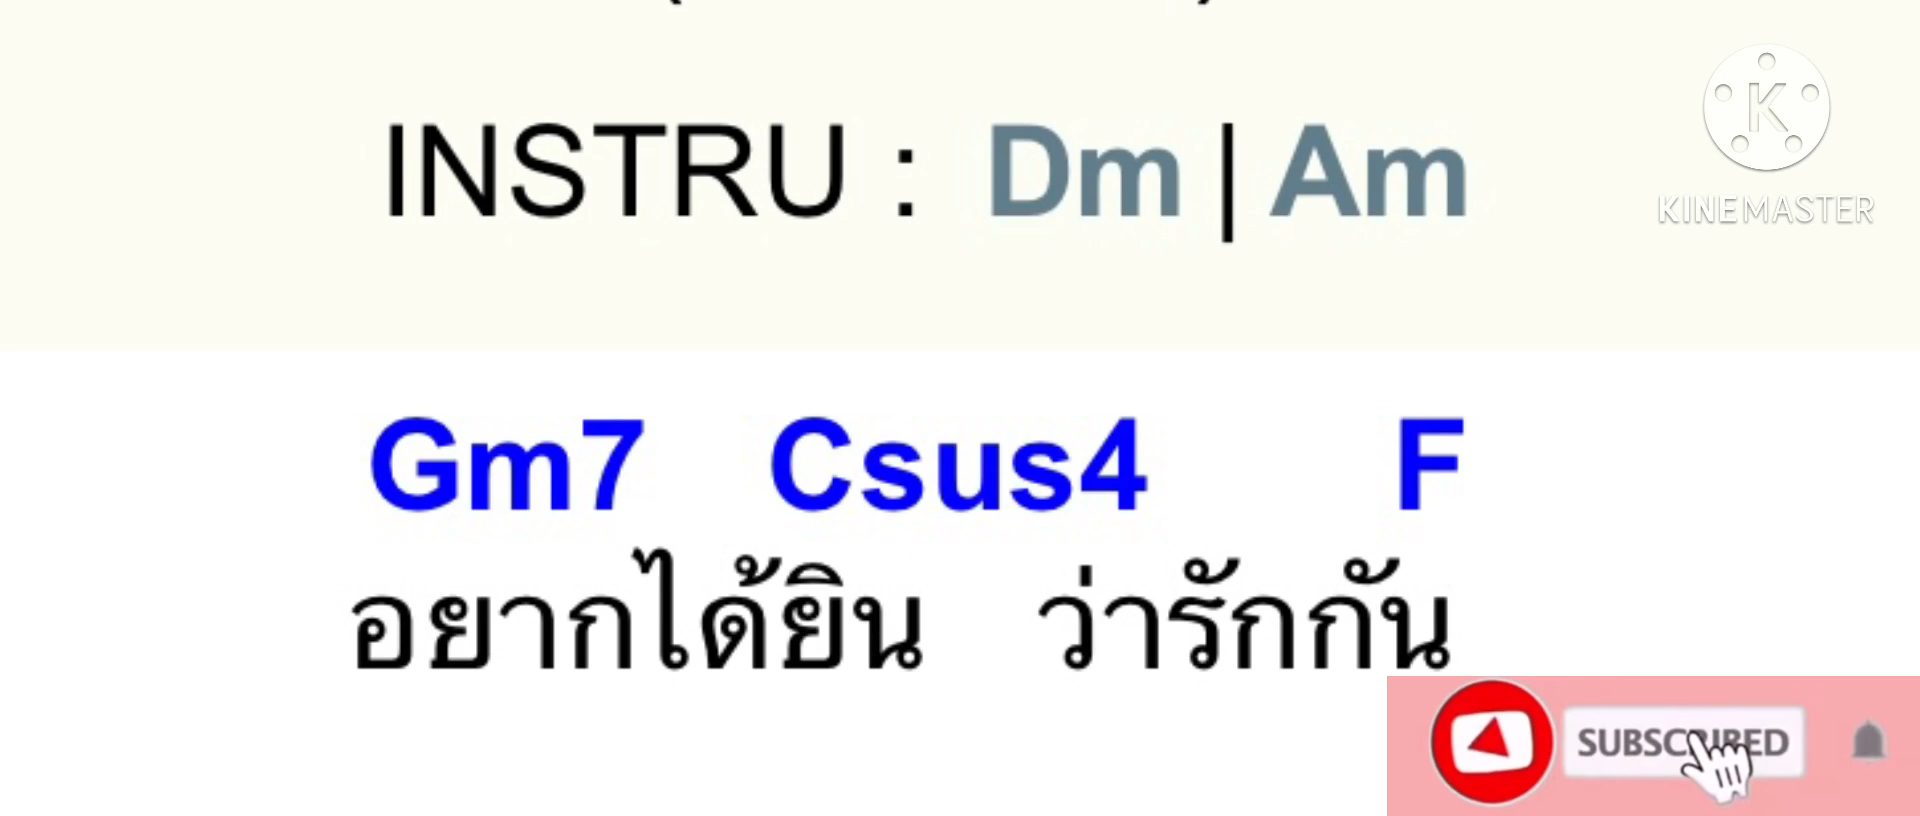 INSTRU : Dm | Am
K
KINEMASTER
Gm7 Csus4 F
อยากได้ยิน ว่ารักกัน
SUBSCRIBED